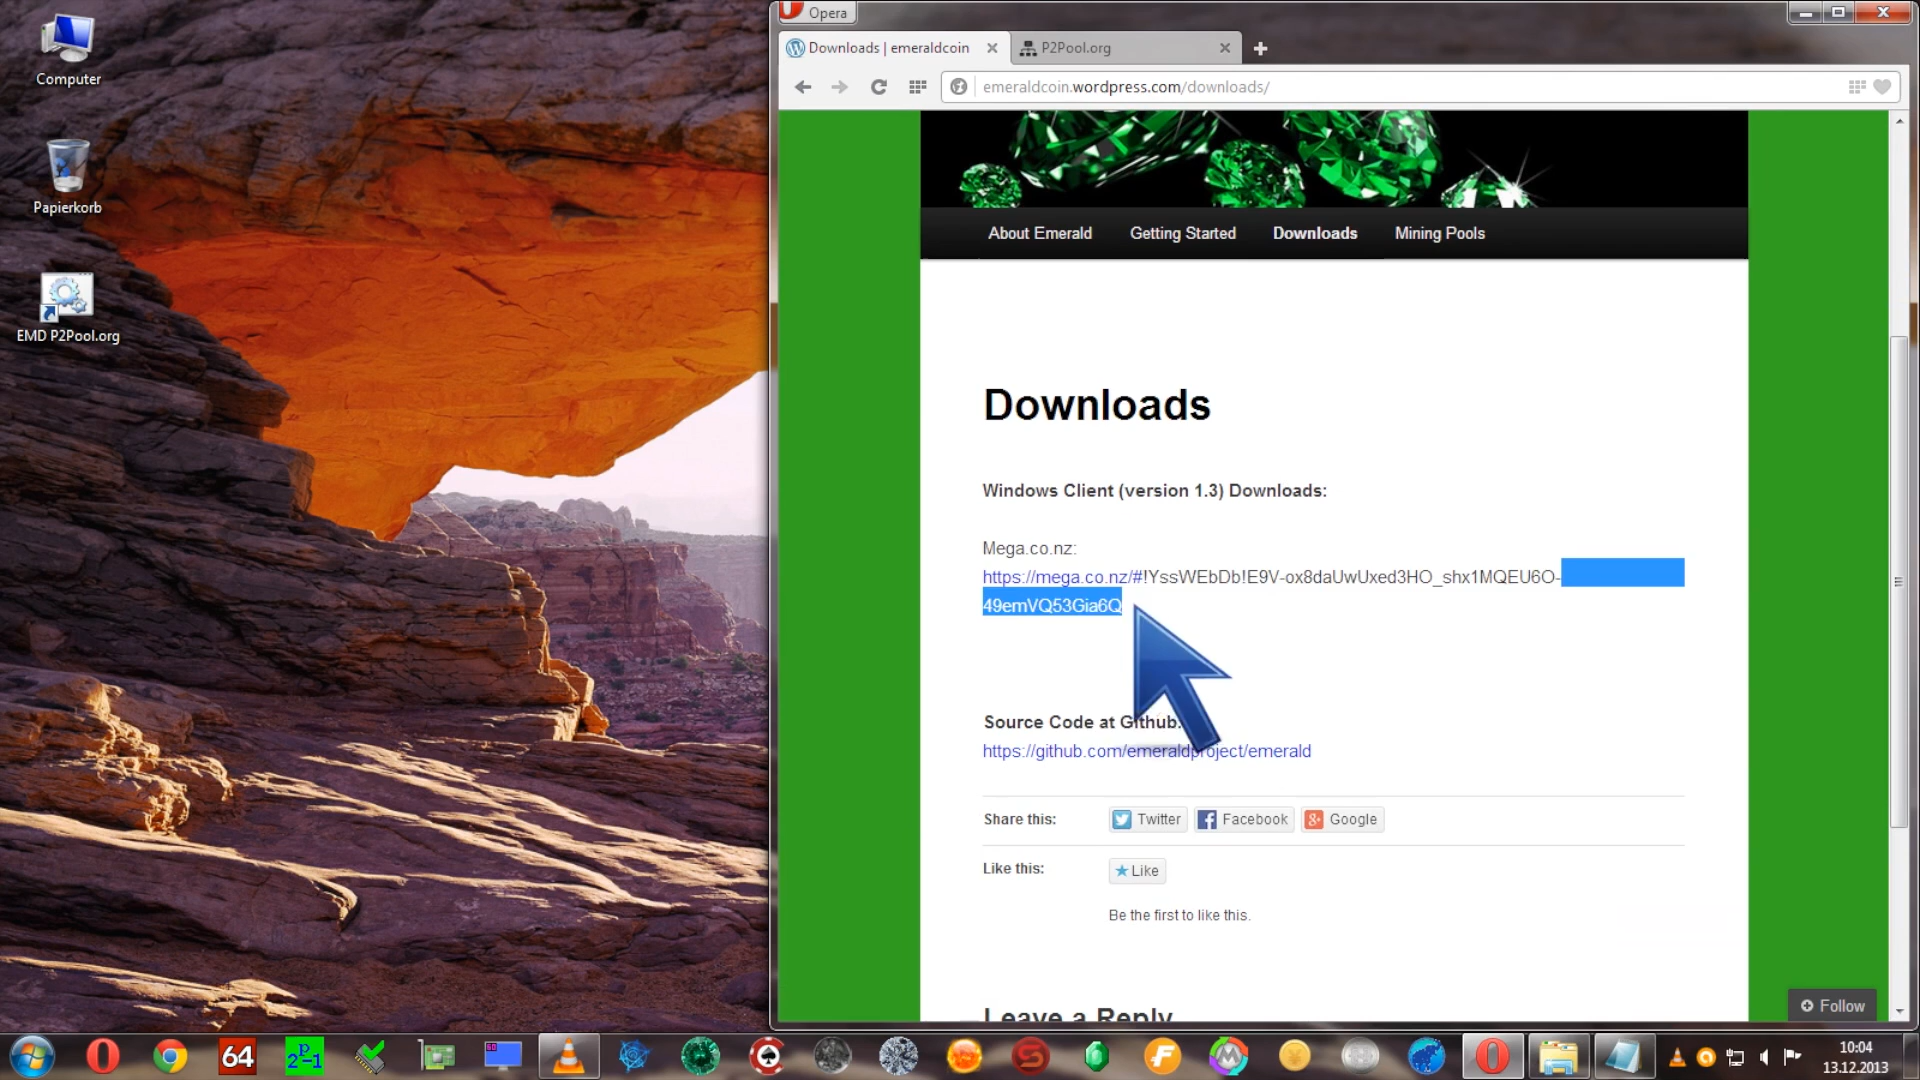 Computer
Papierkorb
EMD P2Pool.org
Opera
Downloads | emeraldcoin
P2Pool.org
emeraldcoin.wordpress.com/downloads/
About Emerald
Getting Started
Downloads
Mining Pools
Downloads
Windows Client (version 1.3) Downloads:
Mega.co.nz:
https://mega.co.nz/#!YssWEbDb!E9V-ox8daUwUxed3HO_shx1MQEU6O-
49emVQ53Gia6Q
Source Code at Github:
https://github.com/emeraldproject/emerald
Share this:
Twitter
Facebook
Google
Like this:
Like
Be the first to like this.
Leave a Reply
Follow
64
2P-1
10:04
13.12.2013